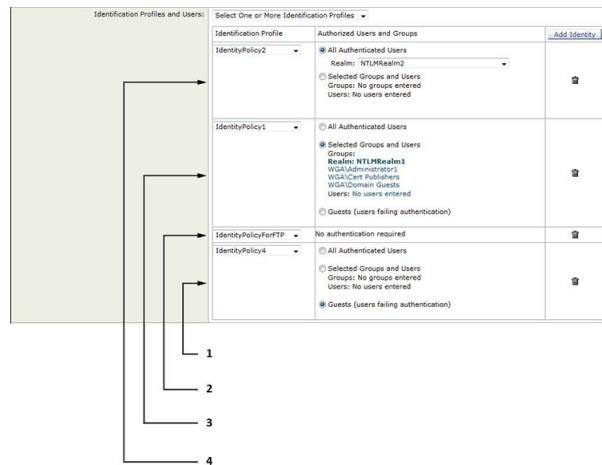 Identification Profiles and Users:
Select One or More Identification Profiles
Identification Profile
Authorized Users and Groups
Add Identity
IdentityPolicy2
All Authenticated Users
Realm: NTLMRealm2
Selected Groups and Users
Groups: No groups entered
Users: No users entered
IdentityPolicy1
All Authenticated Users
Selected Groups and Users
Groups:
Realm: NTLMRealm1
WGA\Administrator1
WGA\Cert Publishers
WGA\Domain Guests
Users: No users entered
Guests (users failing authentication)
IdentityPolicyForFTP
No authentication required
IdentityPolicy4
All Authenticated Users
Selected Groups and Users
Groups: No groups entered
Users: No users entered
Guests (users failing authentication)
1
2
3
4